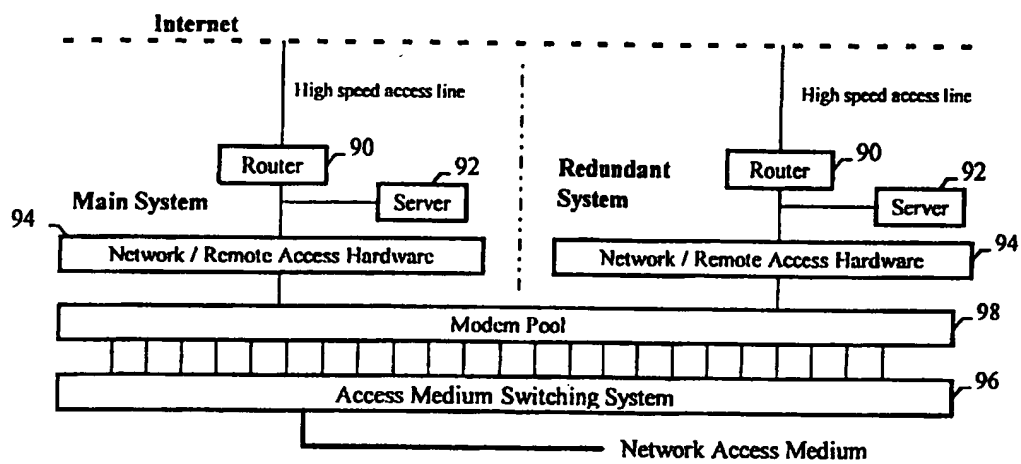 Internet
High speed access line
High speed access line
Router
90
Router
90
Redundant
System
92
92
Main System
Server
Server
94
Network / Remote Access Hardware
Network / Remote Access Hardware
94
Modem Pool
98
Access Medium Switching System
96
Network Access Medium